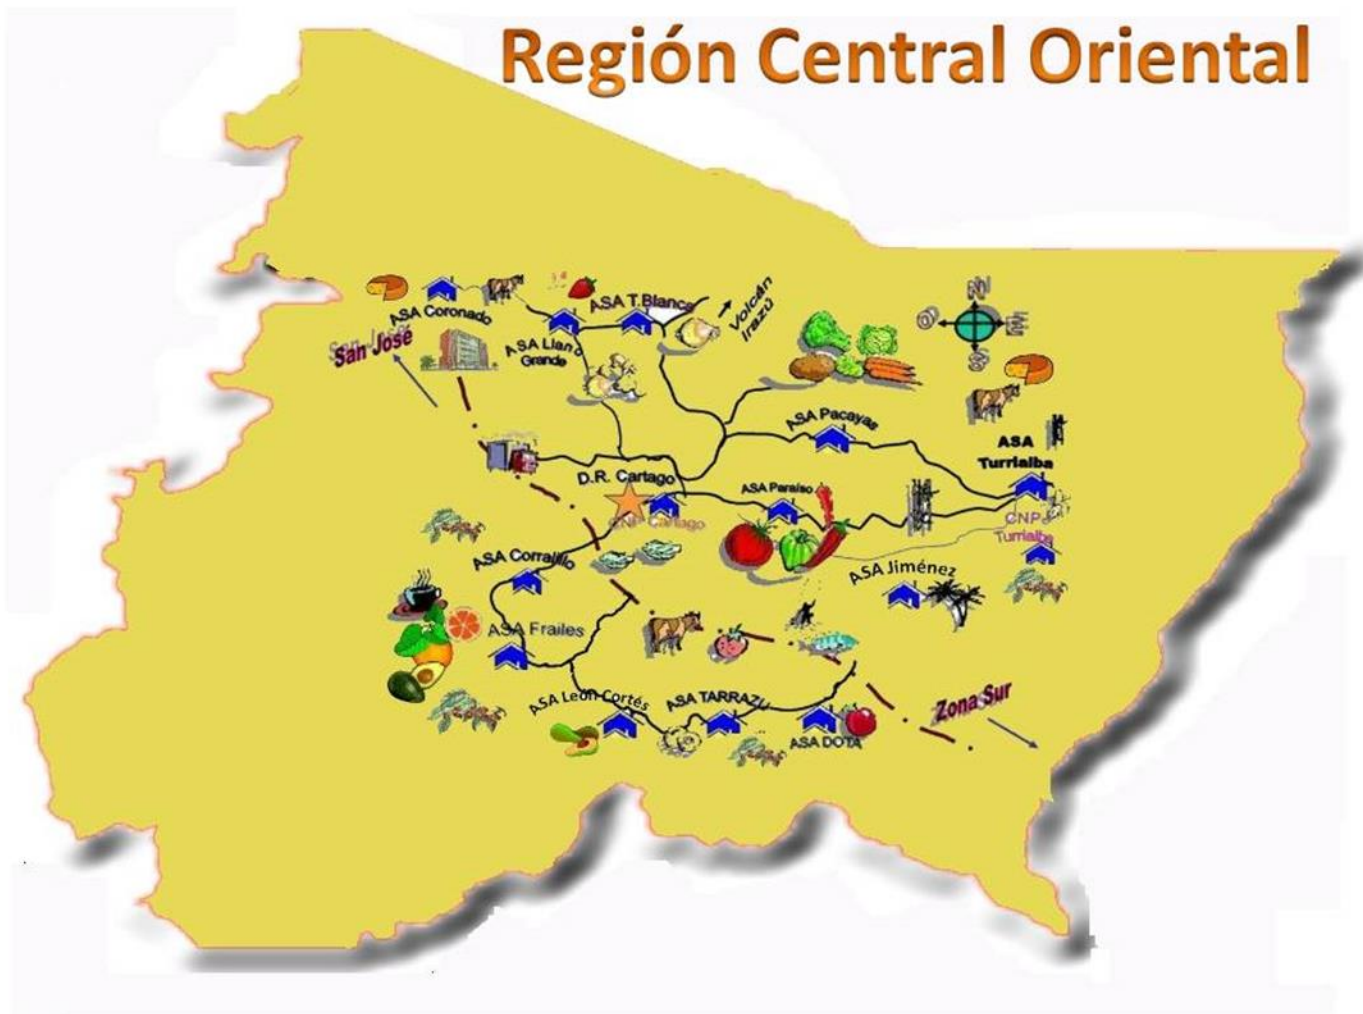 Región Central Oriental
ASA Coronado
San José
ASA Llano
Grande
ASA T.Blanca
Volcán
Irazú
N
O
E
S
ASA Pacayas
ASA
Turrialba
D.R. Cartago
CNP Cartago
ASA Paraíso
CNP
Turrialba
ASA Corralillo
ASA Jiménez
ASA Frailes
ASA León Cortés
ASA TARRAZU
ASA DOTA
Zona Sur